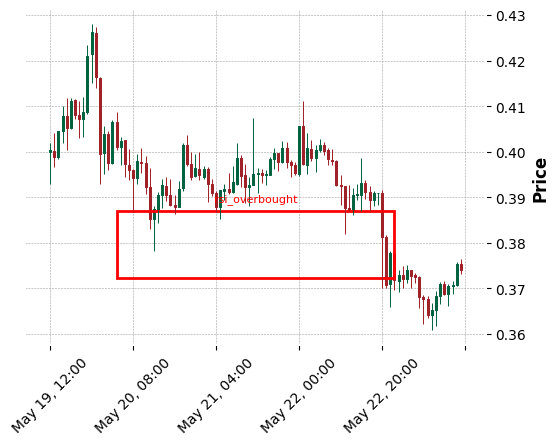 0.43
0.42
0.41
0.40
0.39
0.38
0.37
0.36
Price
_overbought
May 19, 12:00
May 20, 08:00
May 21, 04:00
May 22, 00:00
May 22, 20:00